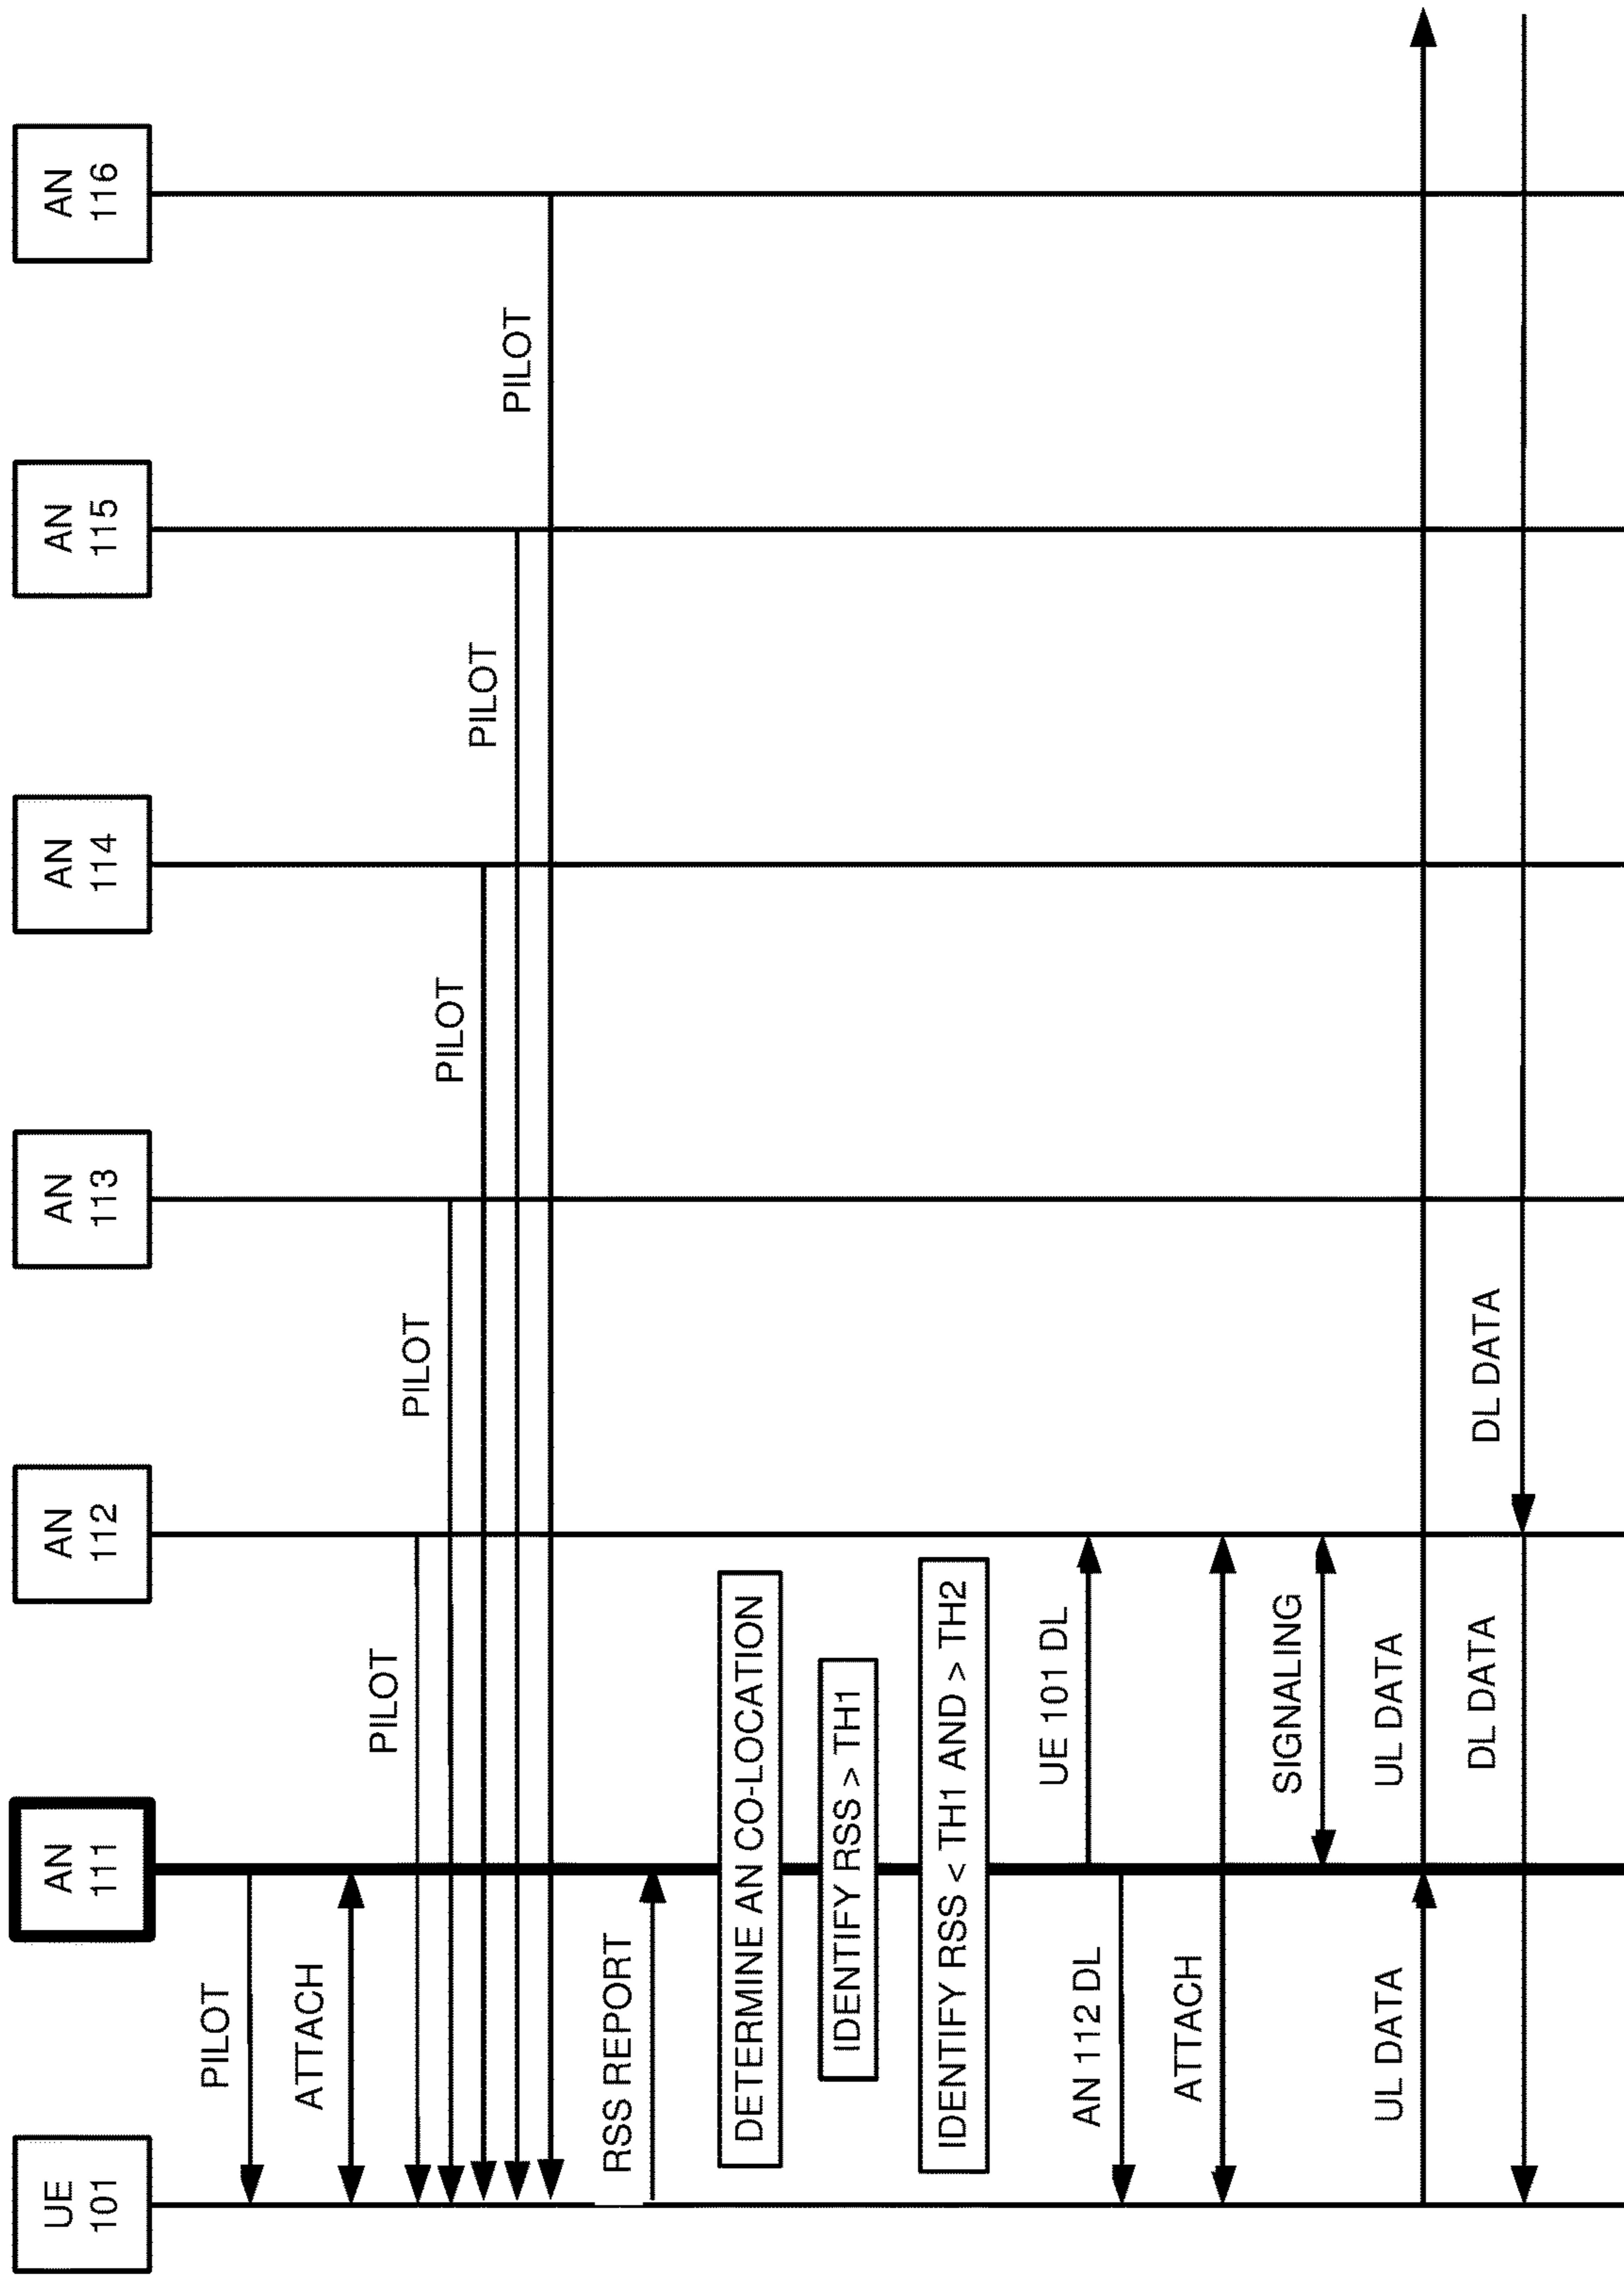 UE
101
AN
111
AN
112
AN
113
AN
114
AN
115
AN
116
PILOT
ATTACH
PILOT
PILOT
PILOT
PILOT
PILOT
RSS REPORT
DETERMINE AN CO-LOCATION
IDENTIFY RSS > TH1
IDENTIFY RSS < TH1 AND > TH2
UE 101 DL
AN 112 DL
ATTACH
SIGNALING
UL DATA
UL DATA
DL DATA
DL DATA